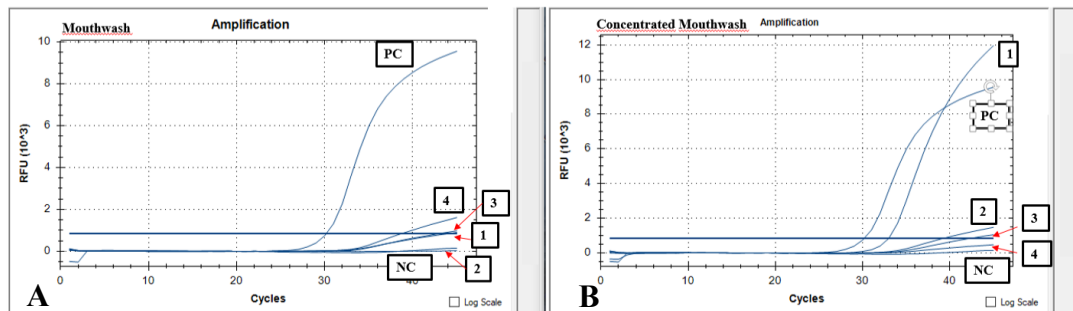 Mouthwash
Amplification
10
8
6
4
2
0
RFU (10^3)
0
10
20
30
40
Cycles
Log Scale
PC
4
3
1
NC
2
A
Concentrated Mouthwash
Amplification
12
10
8
6
4
2
0
RFU (10^3)
0
10
20
30
40
Cycles
Log Scale
1
PC
2
3
4
NC
B